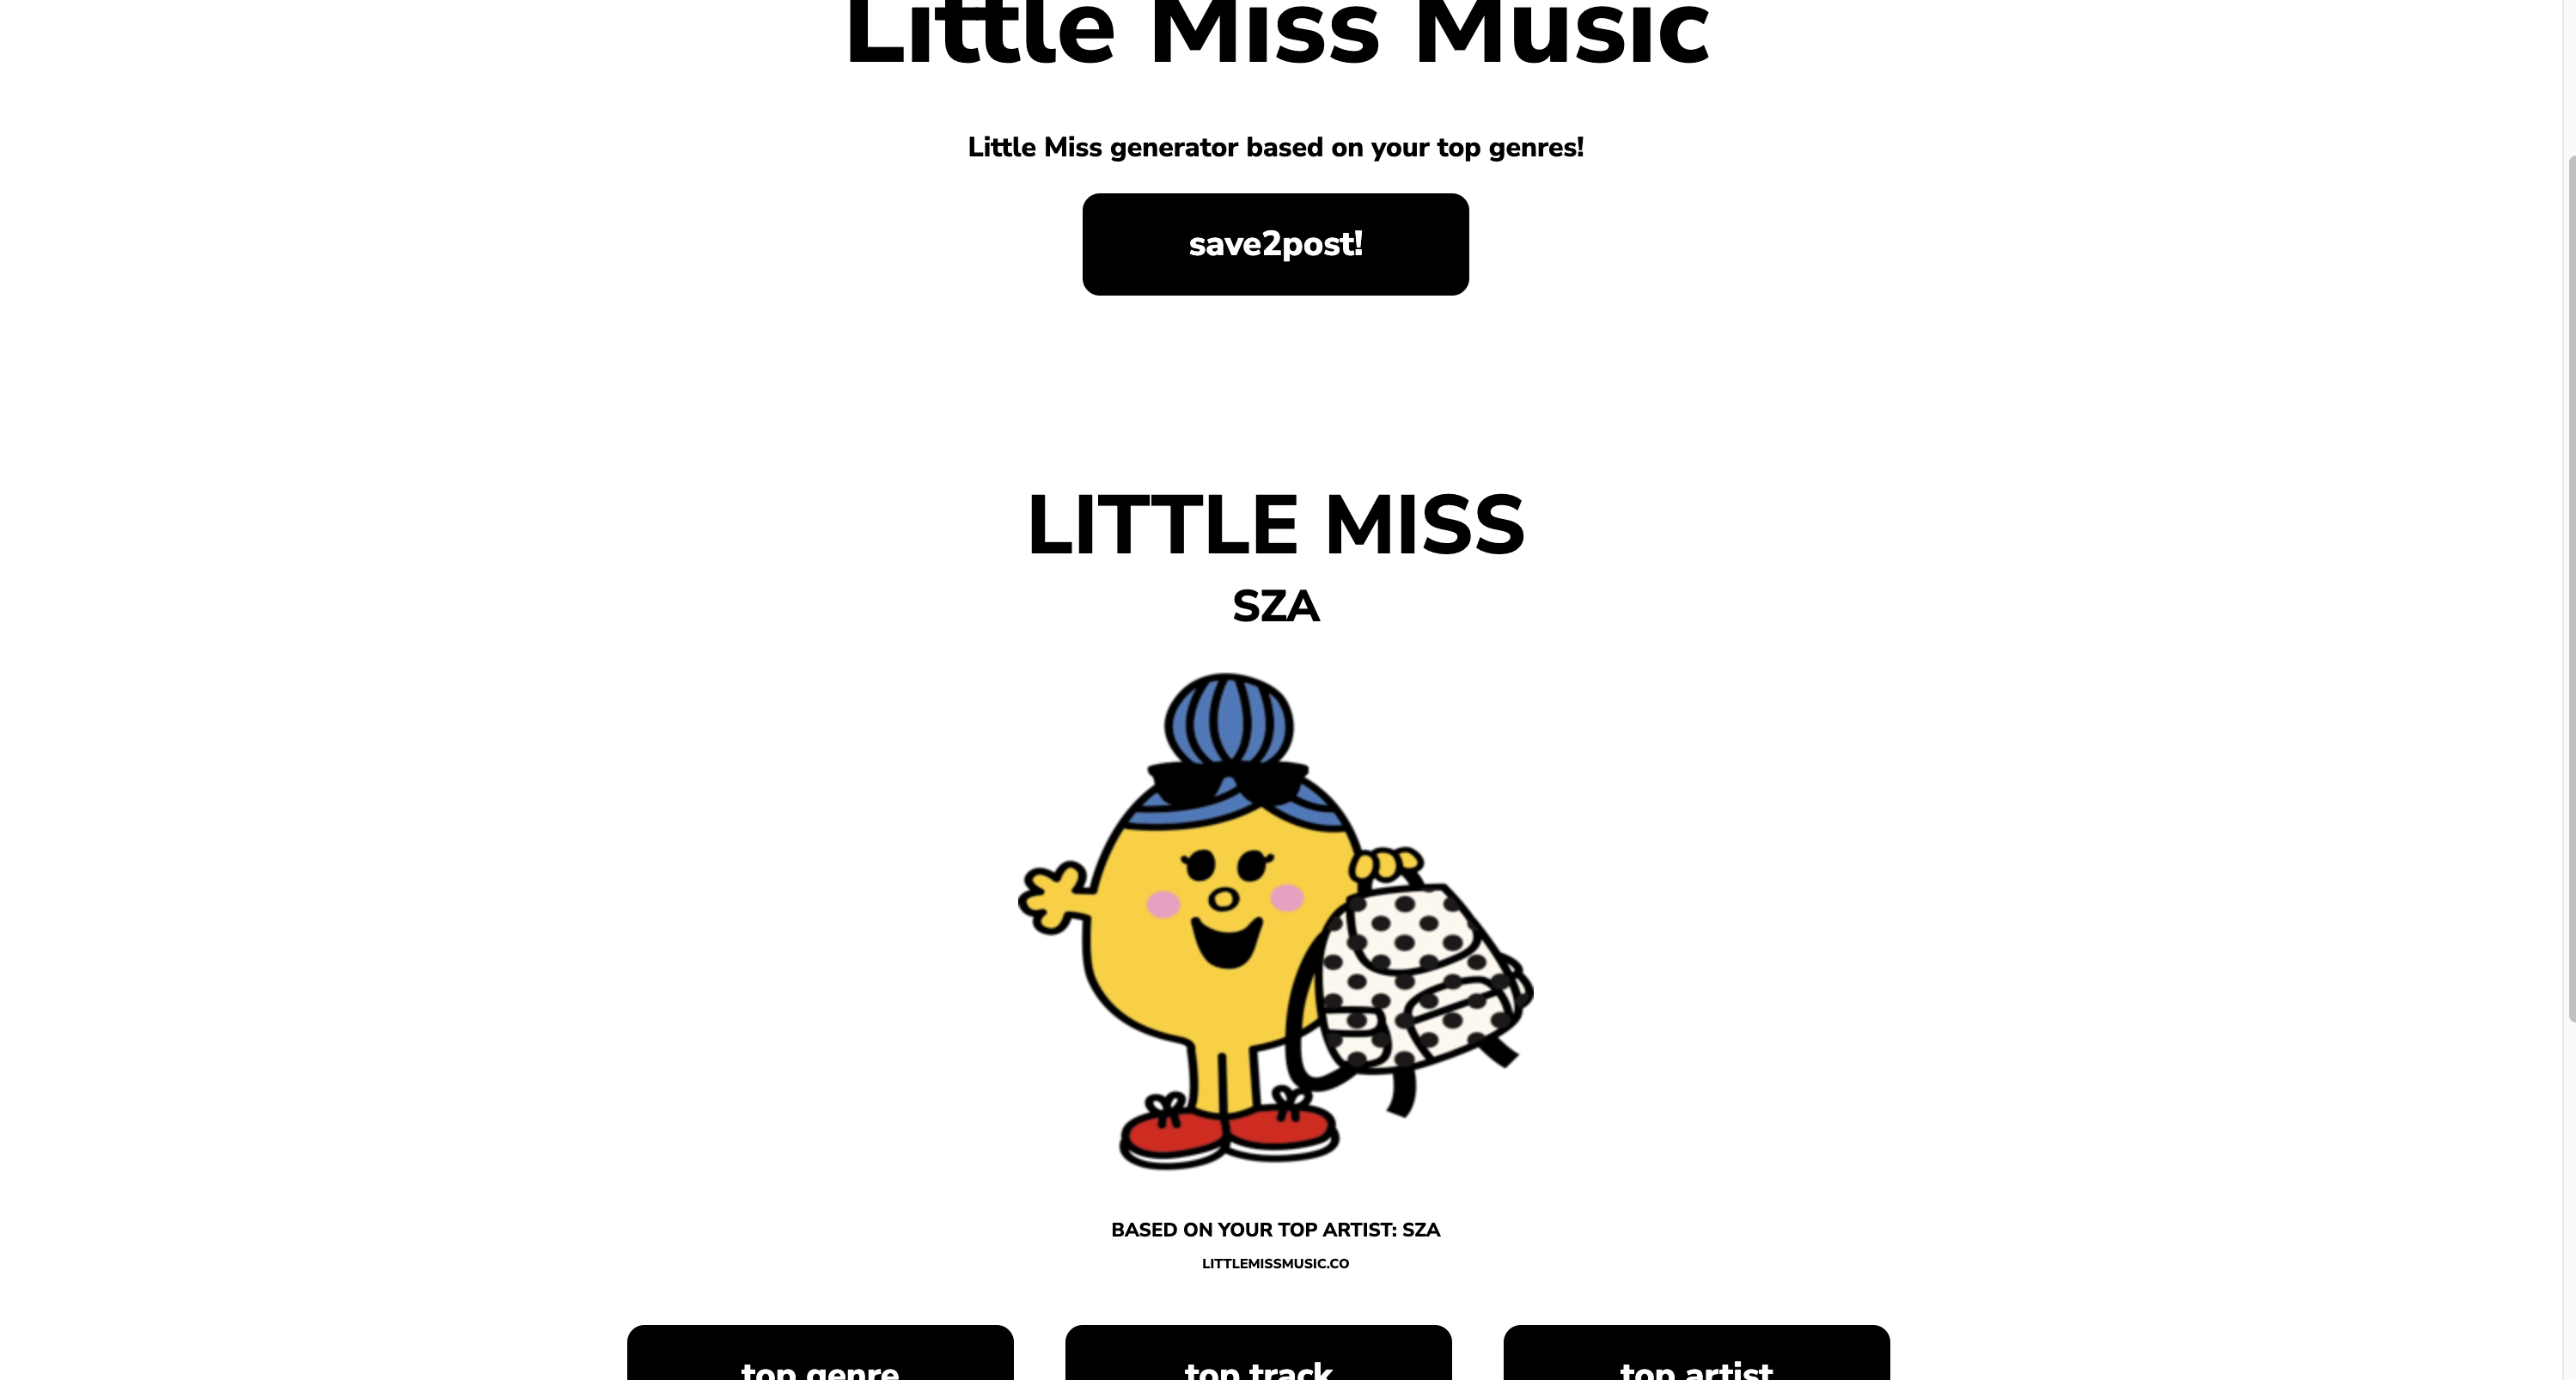 Little Miss Music
Little Miss generator based on your top genres!
save2post!
LITTLE MISS
SZA
BASED ON YOUR TOP ARTIST: SZA
LITTLEMISSMUSIC.CO
top genre
top track
top artist